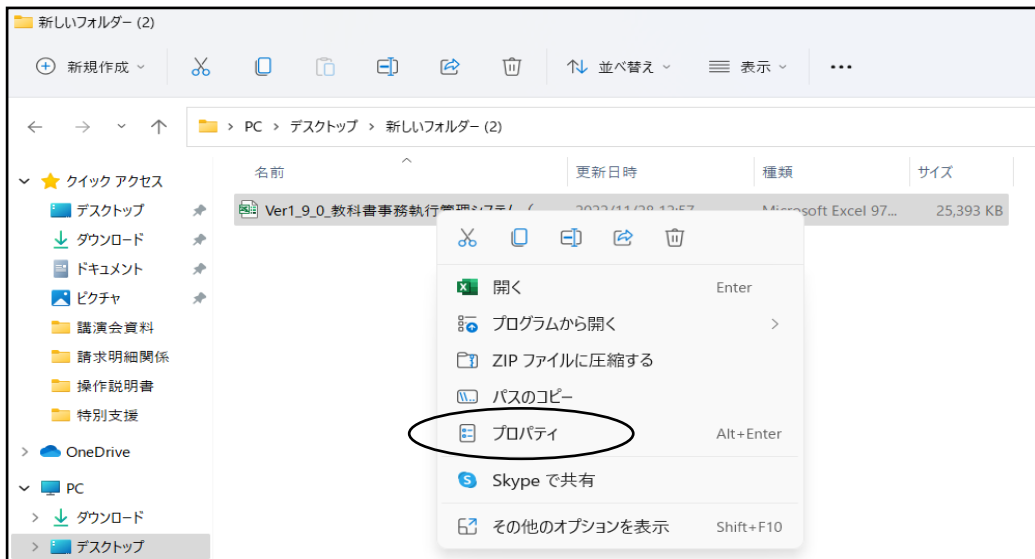 新しいフォルダー (2)
新規作成 並べ替え 表示
PC > デスクトップ > 新しいフォルダー (2)
名前 更新日時 種類 サイズ
クイック アクセス
デスクトップ
ダウンロード
ドキュメント
ピクチャ
講演会資料
請求明細関係
操作説明書
特別支援
OneDrive
PC
ダウンロード
デスクトップ
Ver1_9_0_教科書事務執行管理システム 2022/11/28 12:57 Microsoft Excel 97... 25,393 KB
開く Enter
プログラムから開く
ZIP ファイルに圧縮する
パスのコピー
プロパティ Alt+Enter
Skype で共有
その他のオプションを表示 Shift+F10